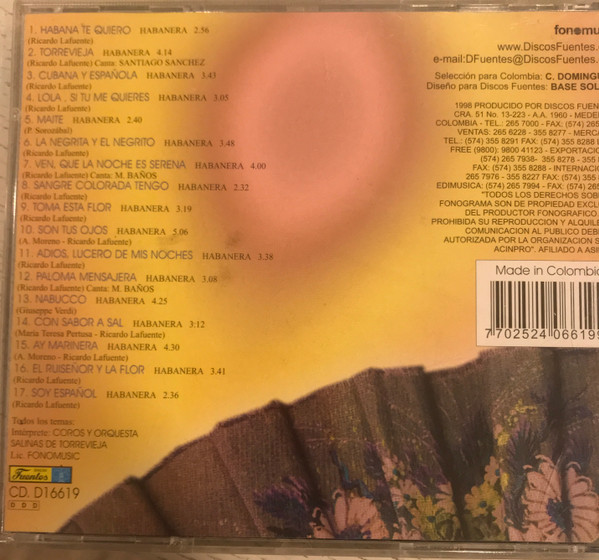 1. HABANA TE QUIERO HABANERA 2.56
(Ricardo Lafuente)
2. TORREVIEJA HABANERA 4.14
(Ricardo Lafuente) Canta: SANTIAGO SANCHEZ
3. CUBANA Y ESPAÑOLA HABANERA 3.43
(Ricardo Lafuente)
4. LOLA . SI TU ME QUIERES HABANERA 3.05
(Ricardo Lafuente)
5. MAITE HABANERA 2.40
(P. Sorozábal)
6. LA NEGRITA Y EL NEGRITO HABANERA 3.48
(Ricardo Lafuente)
7. VEN, QUE LA NOCHE ES SERENA HABANERA 4.00
(Ricardo Lafuente) Canta: M. BAÑOS
8. SANGRE COLORADA TENGO HABANERA 2.32
(Ricardo Lafuente)
9. TOMA ESTA FLOR HABANERA 3.19
(Ricardo Lafuente)
10. SON TUS OJOS HABANERA 5.06
(A. Moreno - Ricardo Lafuente)
11. ADIOS, LUCERO DE MIS NOCHES HABANERA 3.38
(Ricardo Lafuente)
12. PALOMA MENSAJERA HABANERA 3.08
(Ricardo Lafuente) Canta: M. BAÑOS
13. NABUCCO HABANERA 4.25
(Giuseppe Verdi)
14. CON SABOR A SAL HABANERA 3:12
(Maria Teresa Pertusa - Ricardo Lafuente)
15. AY MARINERA HABANERA 4.30
(A. Moreno - Ricardo Lafuente)
16. EL RUISEÑOR Y LA FLOR HABANERA 3.41
(Ricardo Lafuente)
17. SOY ESPAÑOL HABANERA 2.36
(Ricardo Lafuente)
Todos los temas:
Intérprete: COROS Y ORQUESTA
SALINAS DE TORREVIEJA
Lic. FONOMUSIC
Fuentes
CD. D16619
D D D
fonomu
www.DiscosFuentes.
e-mail:DFuentes@DiscosFuentes.
Selección para Colombia: C. DOMING
Diseño para Discos Fuentes: BASE SOL
1998 PRODUCIDO POR DISCOS FUEN
CRA. 51 No. 13-223 - A.A. 1960 - MEDE
COLOMBIA - TEL.: 265 7000 - FAX: (574) 265
VENTAS: 265 6228 - 355 8277 - MERCA
TEL.: (574) 355 8291 FAX: (574) 355 8288
FREE (9800): 9800 41123 - EXPORTACIO
(574) 265 7938- 355 8278 - 355
FAX: (574) 355 8288 - INTERNACIO
265 7976 - 355 8227 FAX: (574) 355
EDIMUSICA: (574) 265 7994 - FAX: (574) 265
"TODOS LOS DERECHOS SOBR
FONOGRAMA SON DE PROPIEDAD EXCLU
DEL PRODUCTOR FONOGRAFICO
PROHIBIDA SU REPRODUCCION Y ALQUILE
COMUNICACION AL PUBLICO DEB
AUTORIZADA POR LA ORGANIZACION S
ACINPRO". AFILIADO A ASI
Made in Colombia
7 702524 066199